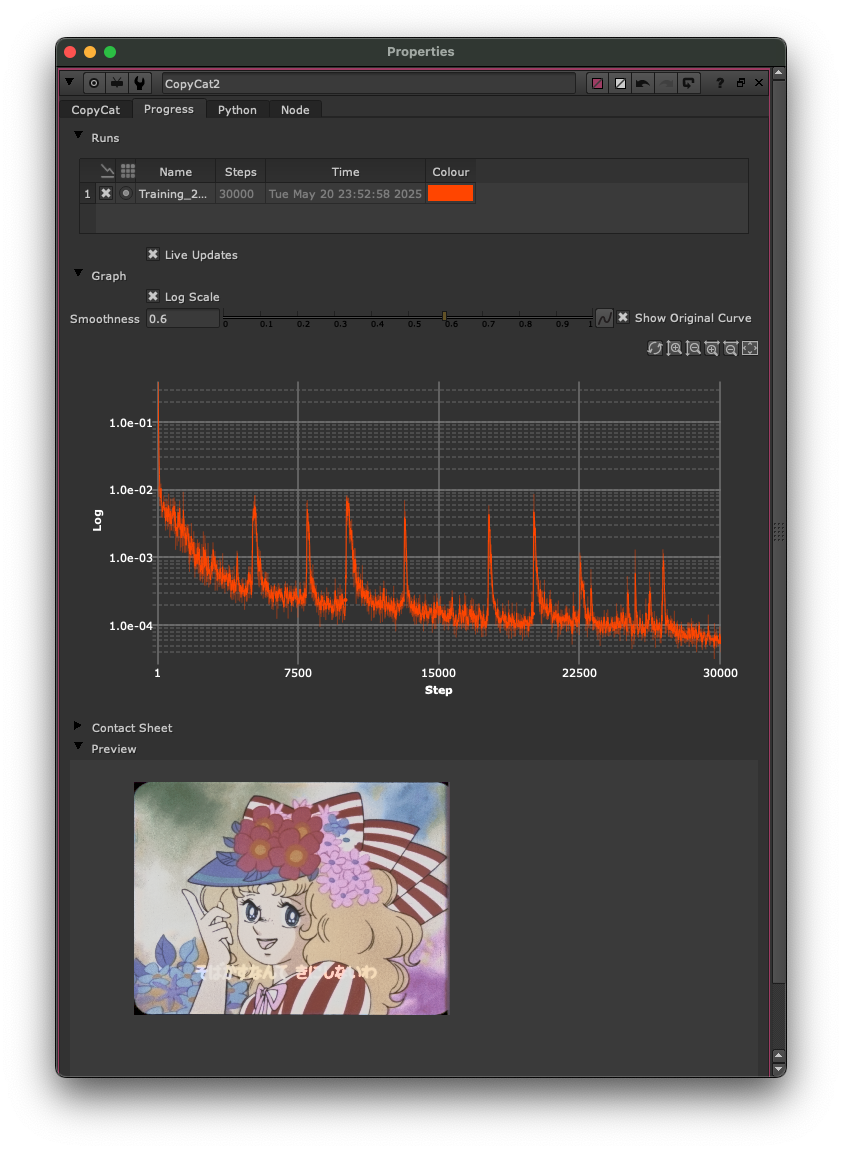 Properties
CopyCat2
?
CopyCat Progress Python Node
Runs
Name Steps Time Colour
1 Training_2... 30000 Tue May 20 23:52:58 2025
Live Updates
Graph
Log Scale
Smoothness 0.6 0 0.1 0.2 0.3 0.4 0.5 0.6 0.7 0.8 0.9 1 Show Original Curve
1.0e-01
1.0e-02
Log
1.0e-03
1.0e-04
1 7500 15000 22500 30000
Step
Contact Sheet
Preview
そばかすなんて きにしないわ